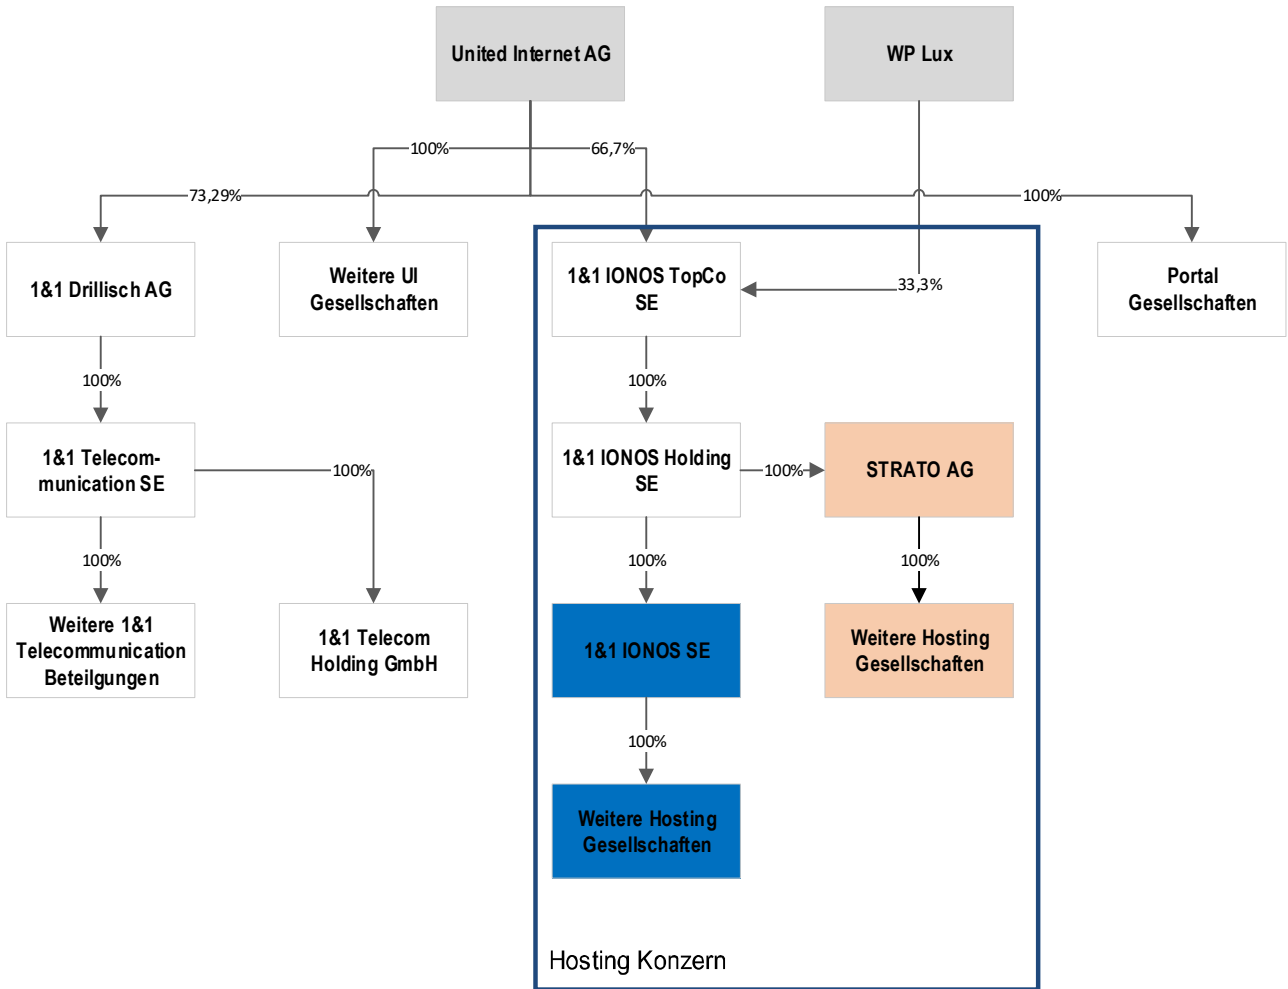 United Internet AG
WP Lux
100%
66,7%
73,29%
100%
1&1 Drillisch AG
Weitere UI
Gesellschaften
1&1 IONOS TopCo
SE
33,3%
Portal
Gesellschaften
100%
100%
1&1 Telecom-
munication SE
100%
1&1 IONOS Holding
SE
100%
STRATO AG
100%
100%
100%
Weitere 1&1
Telecommunication
Beteilgungen
1&1 Telecom
Holding GmbH
1&1 IONOS SE
Weitere Hosting
Gesellschaften
100%
Weitere Hosting
Gesellschaften
Hosting Konzern